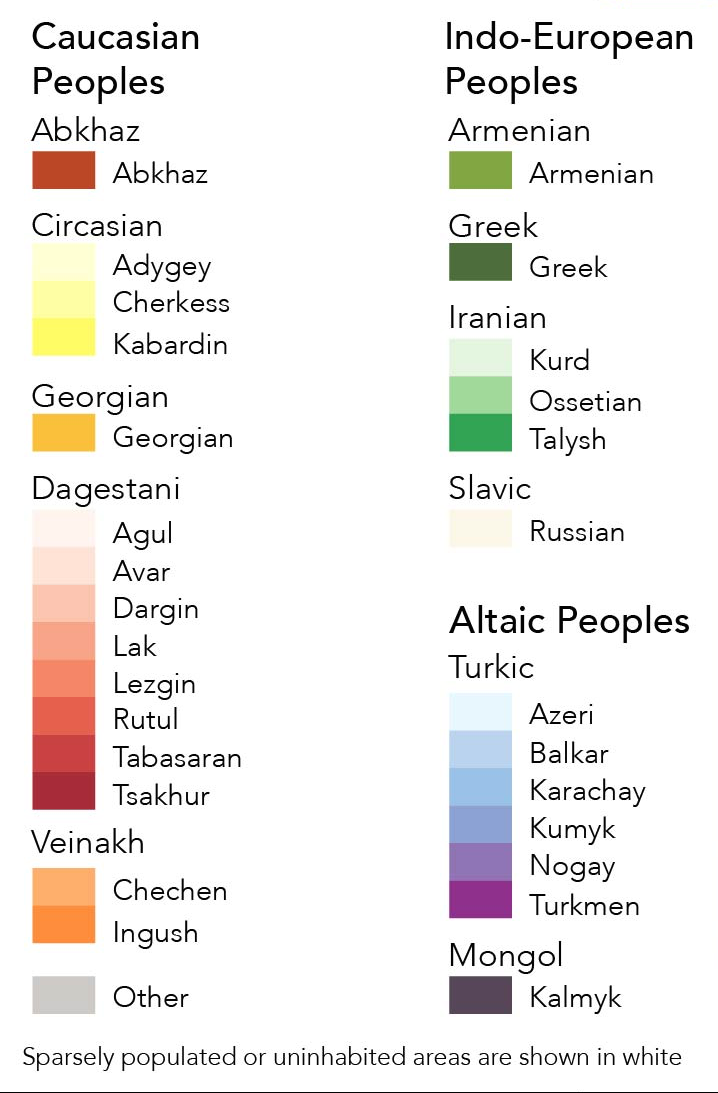 Caucasian
Peoples
Abkhaz
Abkhaz
Circasian
Adygey
Cherkess
Kabardin
Georgian
Georgian
Dagestani
Agul
Avar
Dargin
Lak
Lezgin
Rutul
Tabasaran
Tsakhur
Veinakh
Chechen
Ingush
Other
Indo-European
Peoples
Armenian
Armenian
Greek
Greek
Iranian
Kurd
Ossetian
Talysh
Slavic
Russian
Altaic Peoples
Turkic
Azeri
Balkar
Karachay
Kumyk
Nogay
Turkmen
Mongol
Kalmyk
Sparsely populated or uninhabited areas are shown in white